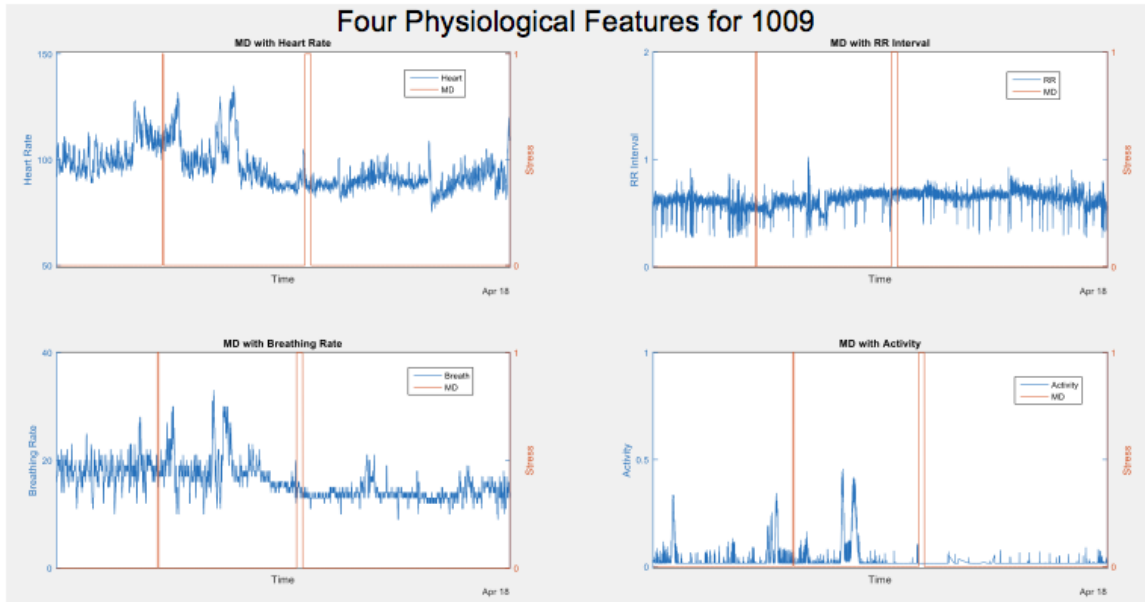 Four Physiological Features for 1009
MD with Heart Rate
150
100
50
Heart Rate
Heart
MD
1
0
Stress
Time
Apr 18
MD with RR Interval
2
1
0
RR Interval
RR
MD
1
0
Stress
Time
Apr 18
MD with Breathing Rate
40
20
0
Breathing Rate
Breath
MD
1
0
Stress
Time
Apr 18
MD with Activity
1
0.5
0
Activity
Activity
MD
1
0
Stress
Time
Apr 18